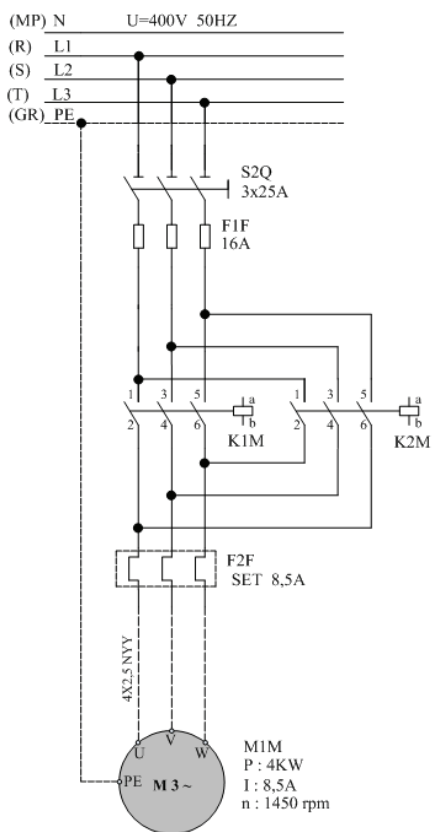 (MP) N U=400V 50HZ
(R) L1
(S) L2
(T) L3
(GR) PE
S2Q
3x25A
F1F
16A
1 3 5 a 1 3 5 a
2 4 6 b 2 4 6 b
K1M K2M
F2F
SET 8,5A
4X2,5 NYY
U V W
PE M 3~
M1M
P : 4KW
I : 8,5A
n : 1450 rpm